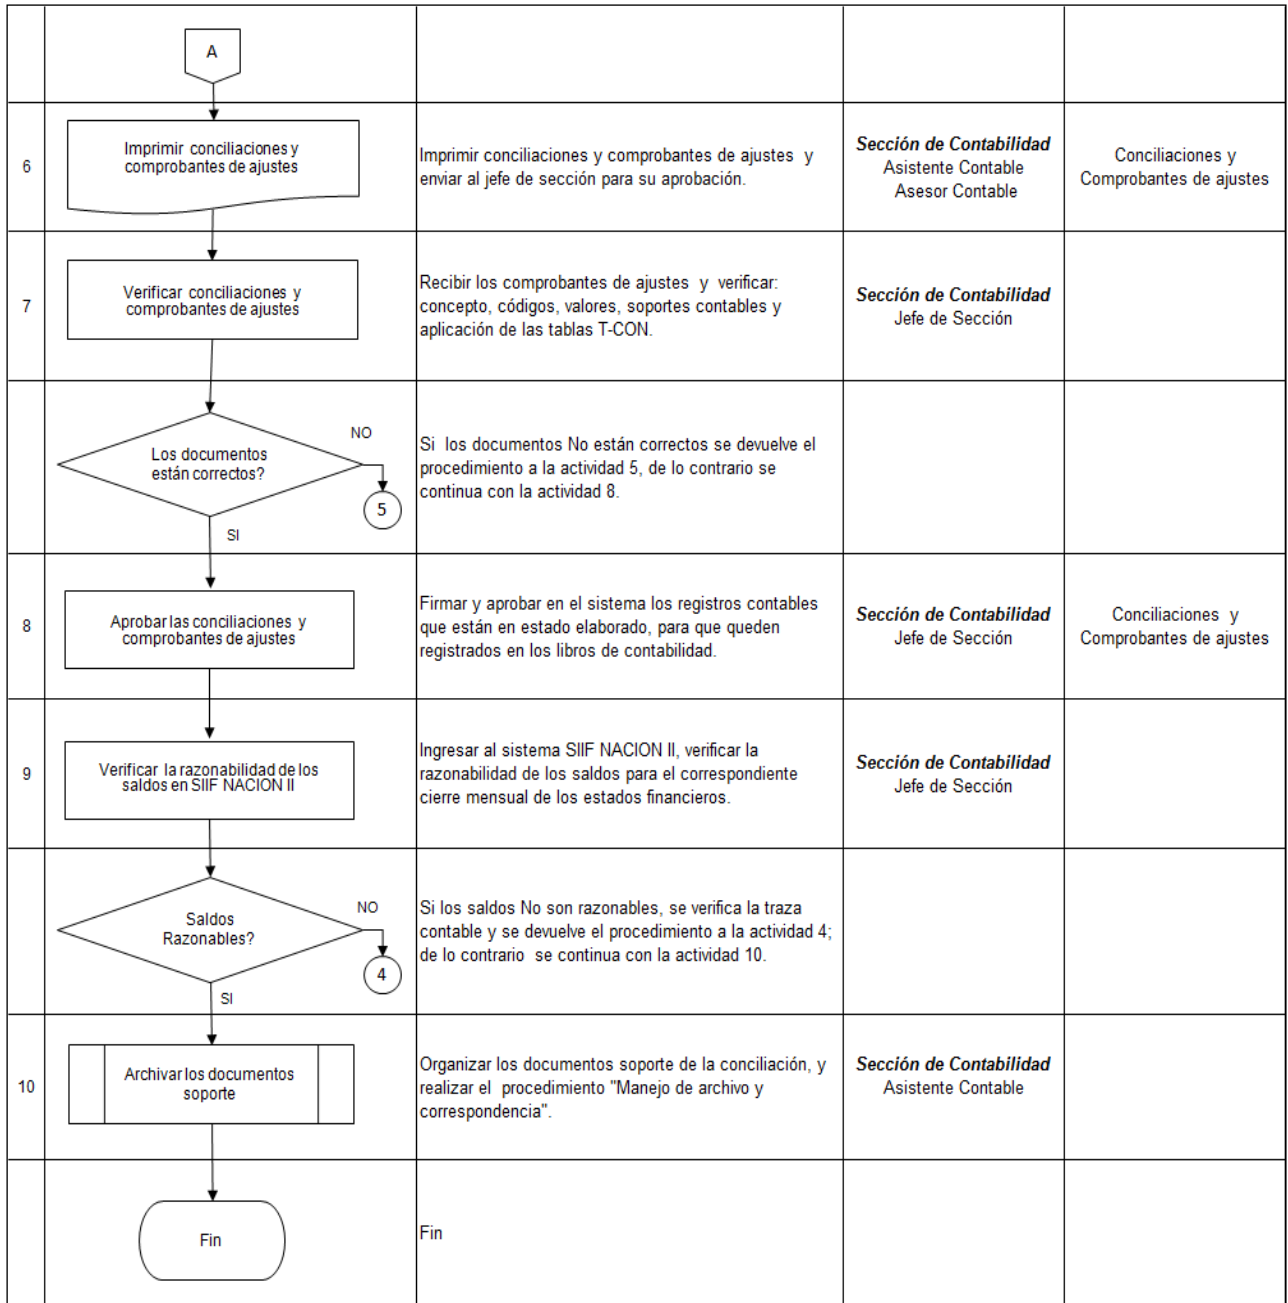 A
6
Imprimir conciliaciones y
comprobantes de ajustes
Imprimir conciliaciones y comprobantes de ajustes y
enviar al jefe de sección para su aprobación.
Sección de Contabilidad
Asistente Contable
Asesor Contable
Conciliaciones y
Comprobantes de ajustes
7
Verificar conciliaciones y
comprobantes de ajustes
Recibir los comprobantes de ajustes y verificar:
concepto, códigos, valores, soportes contables y
aplicación de las tablas T-CON.
Sección de Contabilidad
Jefe de Sección
Los documentos
están correctos?
NO
5
SI
Si los documentos No están correctos se devuelve el
procedimiento a la actividad 5, de lo contrario se
continua con la actividad 8.
8
Aprobar las conciliaciones y
comprobantes de ajustes
Firmar y aprobar en el sistema los registros contables
que están en estado elaborado, para que queden
registrados en los libros de contabilidad.
Sección de Contabilidad
Jefe de Sección
Conciliaciones y
Comprobantes de ajustes
9
Verificar la razonabilidad de los
saldos en SIIF NACION II
Ingresar al sistema SIIF NACION II, verificar la
razonabilidad de los saldos para el correspondiente
cierre mensual de los estados financieros.
Sección de Contabilidad
Jefe de Sección
Saldos
Razonables?
NO
4
SI
Si los saldos No son razonables, se verifica la traza
contable y se devuelve el procedimiento a la actividad 4;
de lo contrario se continua con la actividad 10.
10
Archivar los documentos
soporte
Organizar los documentos soporte de la conciliación, y
realizar el procedimiento "Manejo de archivo y
correspondencia".
Sección de Contabilidad
Asistente Contable
Fin
Fin